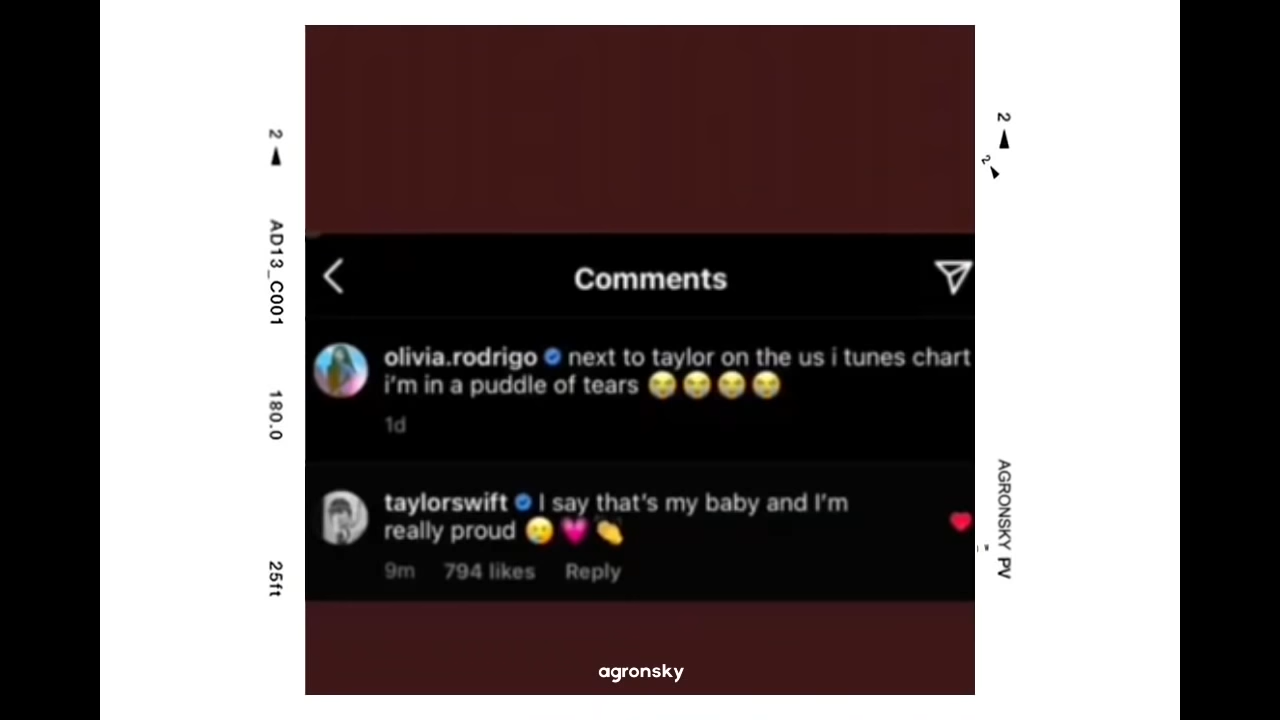 2
AD13_C001
180.0
25ft
Comments
olivia.rodrigo next to taylor on the us i tunes chart
i'm in a puddle of tears 😭😭😭😭
1d
taylorswift I say that's my baby and I'm
really proud 🥲💗👏
9m 794 likes Reply
agronsky
2
2
AGRONSKY PV